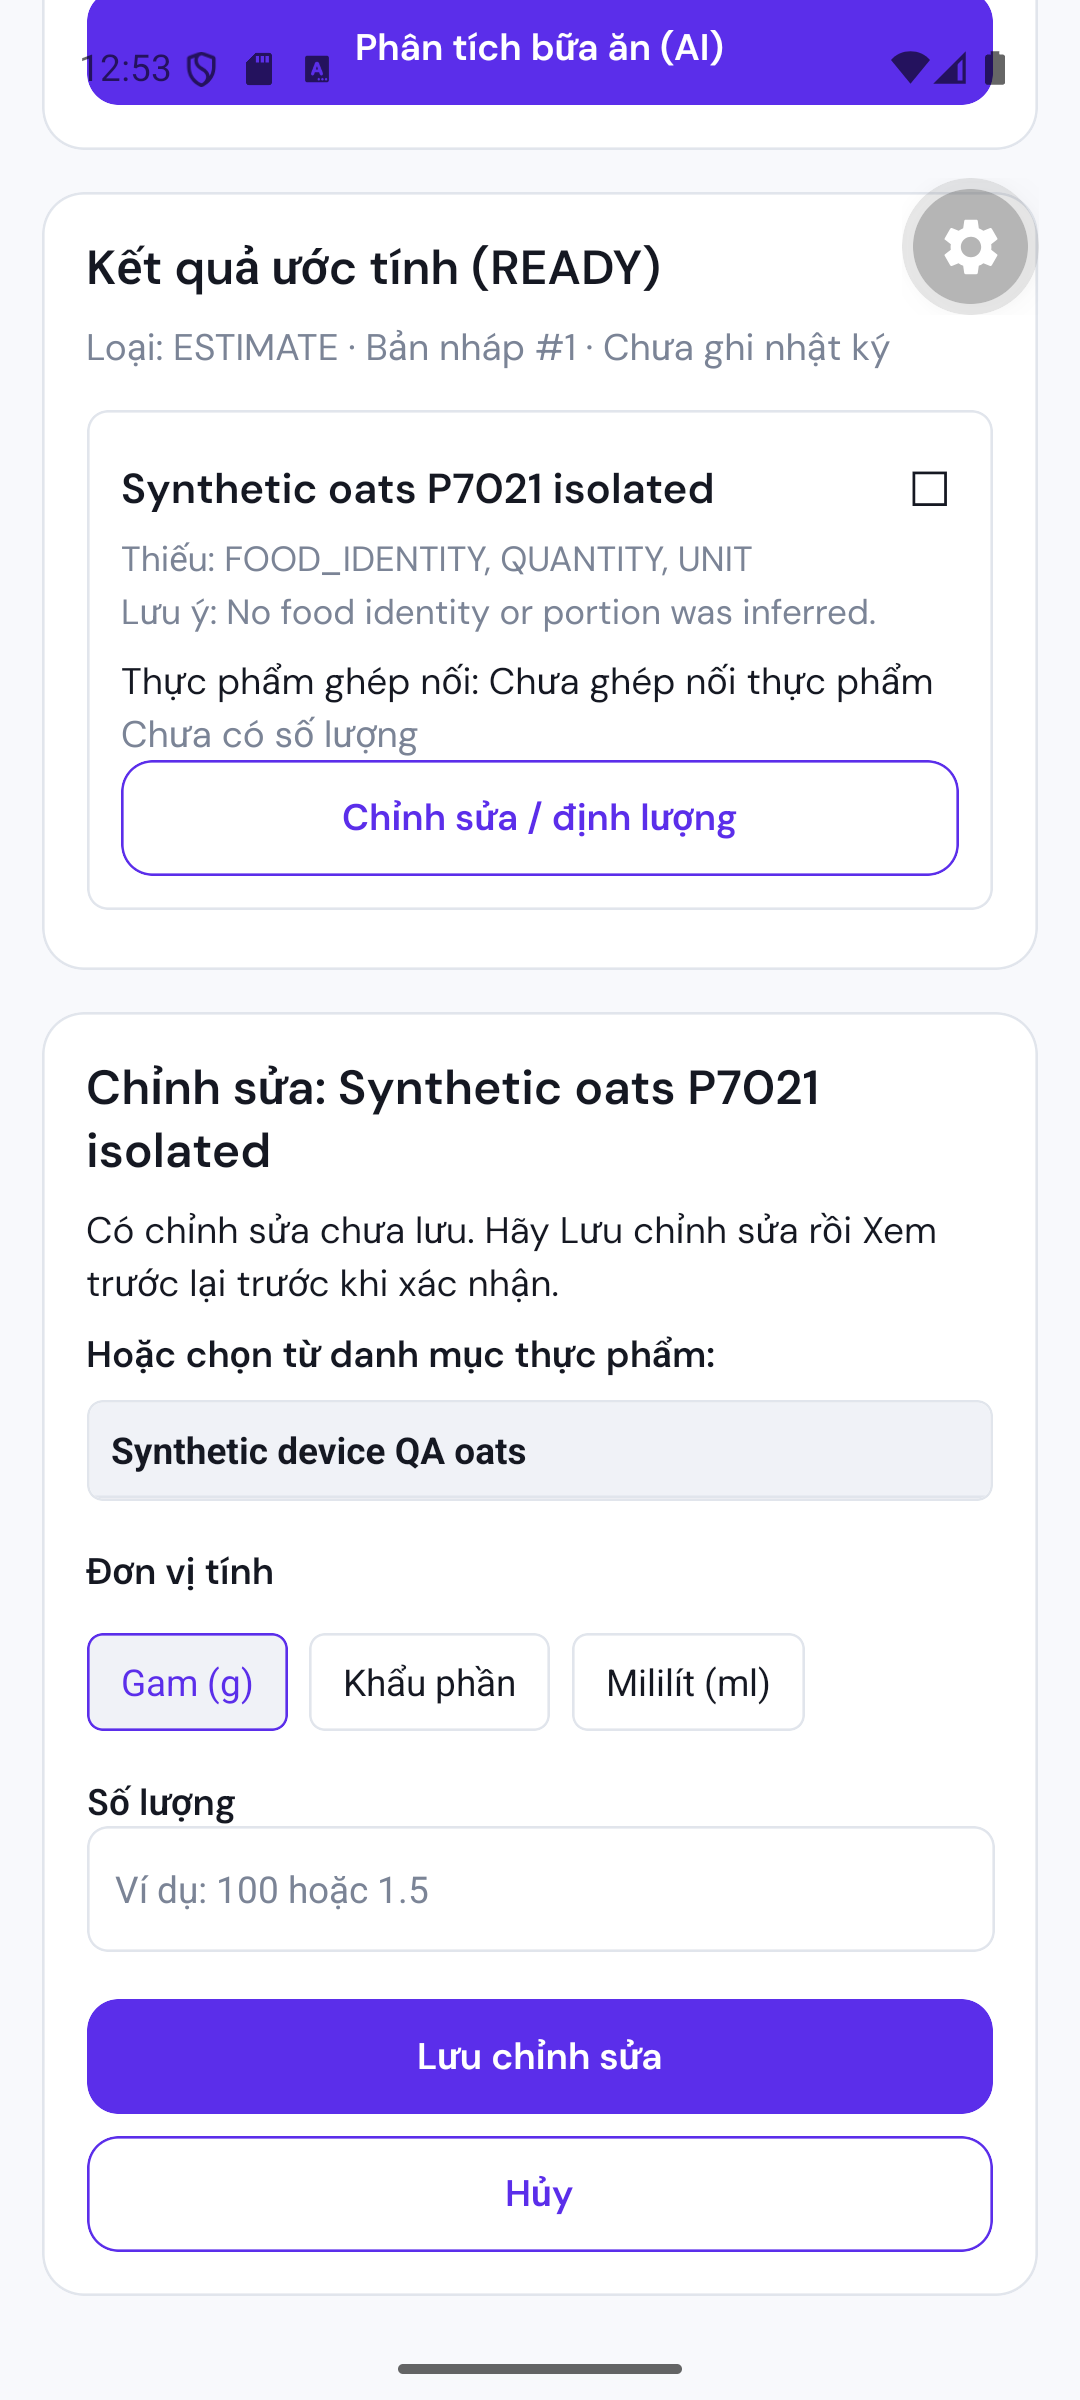 Phân tích bữa ăn (AI)
12:53
Kết quả ước tính (READY)
Loại: ESTIMATE · Bản nháp #1 · Chưa ghi nhật ký
Synthetic oats P7021 isolated
Thiếu: FOOD_IDENTITY, QUANTITY, UNIT
Lưu ý: No food identity or portion was inferred.
Thực phẩm ghép nối: Chưa ghép nối thực phẩm
Chưa có số lượng
Chỉnh sửa / định lượng
Chỉnh sửa: Synthetic oats P7021
isolated
Có chỉnh sửa chưa lưu. Hãy Lưu chỉnh sửa rồi Xem
trước lại trước khi xác nhận.
Hoặc chọn từ danh mục thực phẩm:
Synthetic device QA oats
Đơn vị tính
Gam (g)
Khẩu phần
Mililít (ml)
Số lượng
Ví dụ: 100 hoặc 1.5
Lưu chỉnh sửa
Hủy